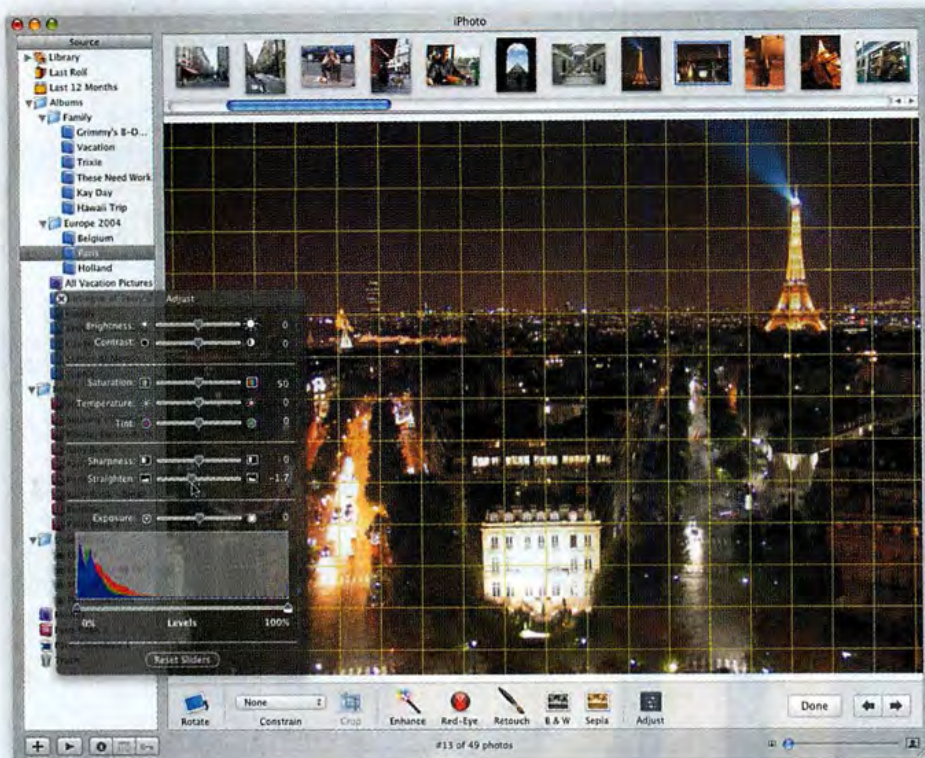 iPhoto
Source
Library
Last Roll
Last 12 Months
Albums
Family
Grimmy's B-D...
Vacation
Trixie
These Need Work
Kay Day
Hawaii Trip
Europe 2004
Belgium
Paris
Holland
All Vacation Pictures
Adjust
Brightness: 0
Contrast: 0
Saturation: 50
Temperature: 0
Tint: 0
Sharpness: 0
Straighten: -1.7
Exposure: 0
0% Levels 100%
Reset Sliders
Trash
Rotate
None
Constrain
Crop
Enhance
Red-Eye
Retouch
B & W
Sepia
Adjust
Done
#13 of 49 photos